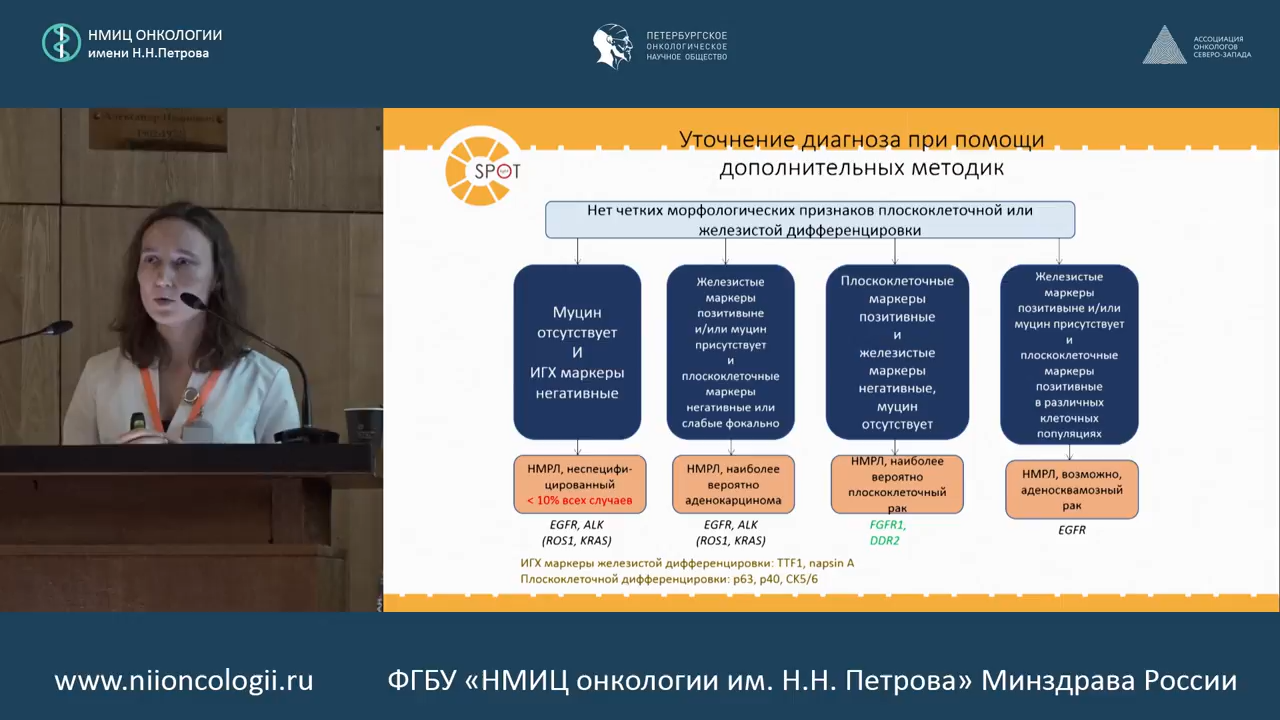 НМИЦ ОНКОЛОГИИ
имени Н.Н.Петрова
ПЕТЕРБУРГСКОЕ
ОНКОЛОГИЧЕСКОЕ
НАУЧНОЕ ОБЩЕСТВО
АССОЦИАЦИЯ
ОНКОЛОГОВ
СЕВЕРО-ЗАПАДА
SPOT
Уточнение диагноза при помощи
дополнительных методик
Нет четких морфологических признаков плоскоклеточной или
железистой дифференцировки
Муцин
отсутствует
И
ИГХ маркеры
негативные
Железистые
маркеры
позитивыне
и/или муцин
присутствует
и
плоскоклеточные
маркеры
негативные или
слабые фокально
Плоскоклеточные
маркеры
позитивные
и
железистые
маркеры
негативные,
муцин
отсутствует
Железистые
маркеры
позитивыне и/или
муцин присутствует
и
плоскоклеточные
маркеры
позитивные
в различных
клеточных
популяциях
НМРЛ, неспецифи-
цированный
< 10% всех случаев
НМРЛ, наиболее
вероятно
аденокарцинома
НМРЛ, наиболее
вероятно
плоскоклеточный
рак
НМРЛ, возможно,
аденосквамозный
рак
EGFR, ALK
(ROS1, KRAS)
EGFR, ALK
(ROS1, KRAS)
FGFR1,
DDR2
EGFR
ИГХ маркеры железистой дифференцировки: TTF1, napsin A
Плоскоклеточной дифференцировки: p63, p40, CK5/6
www.niioncologii.ru
ФГБУ «НМИЦ онкологии им. Н.Н. Петрова» Минздрава России